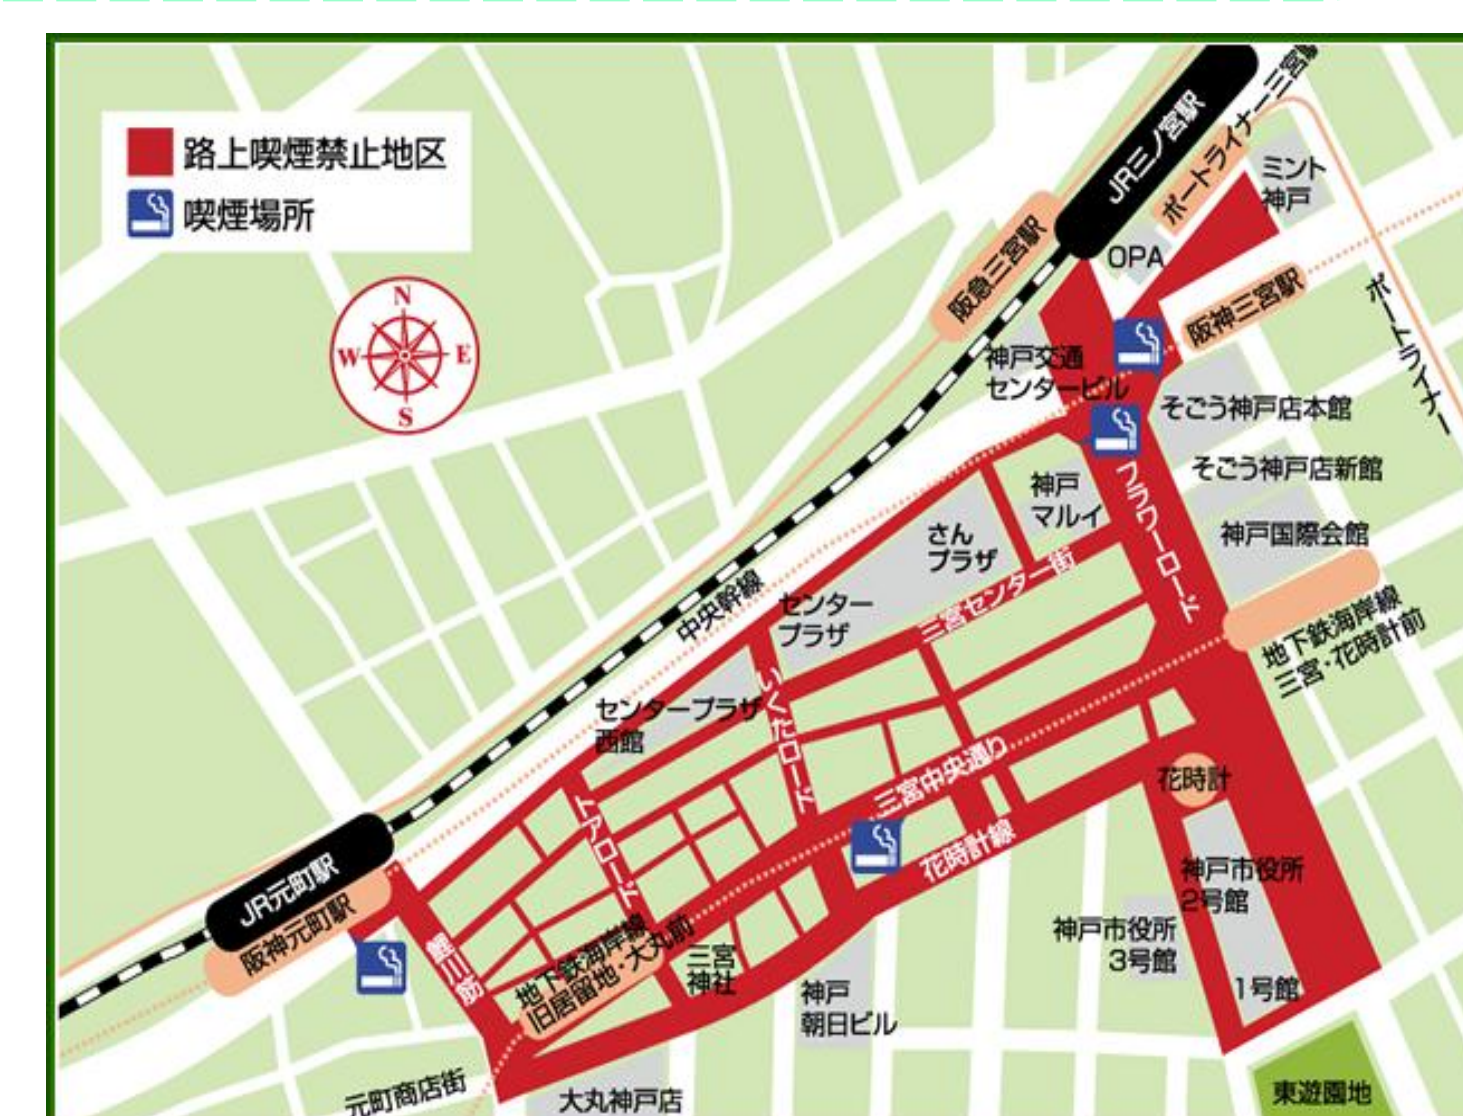 路上喫煙禁止地区
喫煙場所
N
W
E
S
JR三ノ宮駅
ポートライナー三宮駅
ミント
神戸
OPA
阪急三宮駅
阪神三宮駅
ポートライナー
神戸交通
センタービル
そごう神戸店本館
そごう神戸店新館
神戸国際会館
神戸
マルイ
フラワーロード
さん
プラザ
三宮センター街
センター
プラザ
中央幹線
地下鉄海岸線
三宮・花時計前
いくたロード
センタープラザ
西館
三宮中央通り
花時計
トアロード
花時計線
JR元町駅
阪神元町駅
神戸市役所
2号館
神戸市役所
3号館
1号館
鯉川筋
地下鉄海岸線
旧居留地・大丸前
三宮
神社
神戸
朝日ビル
元町商店街
大丸神戸店
東遊園地